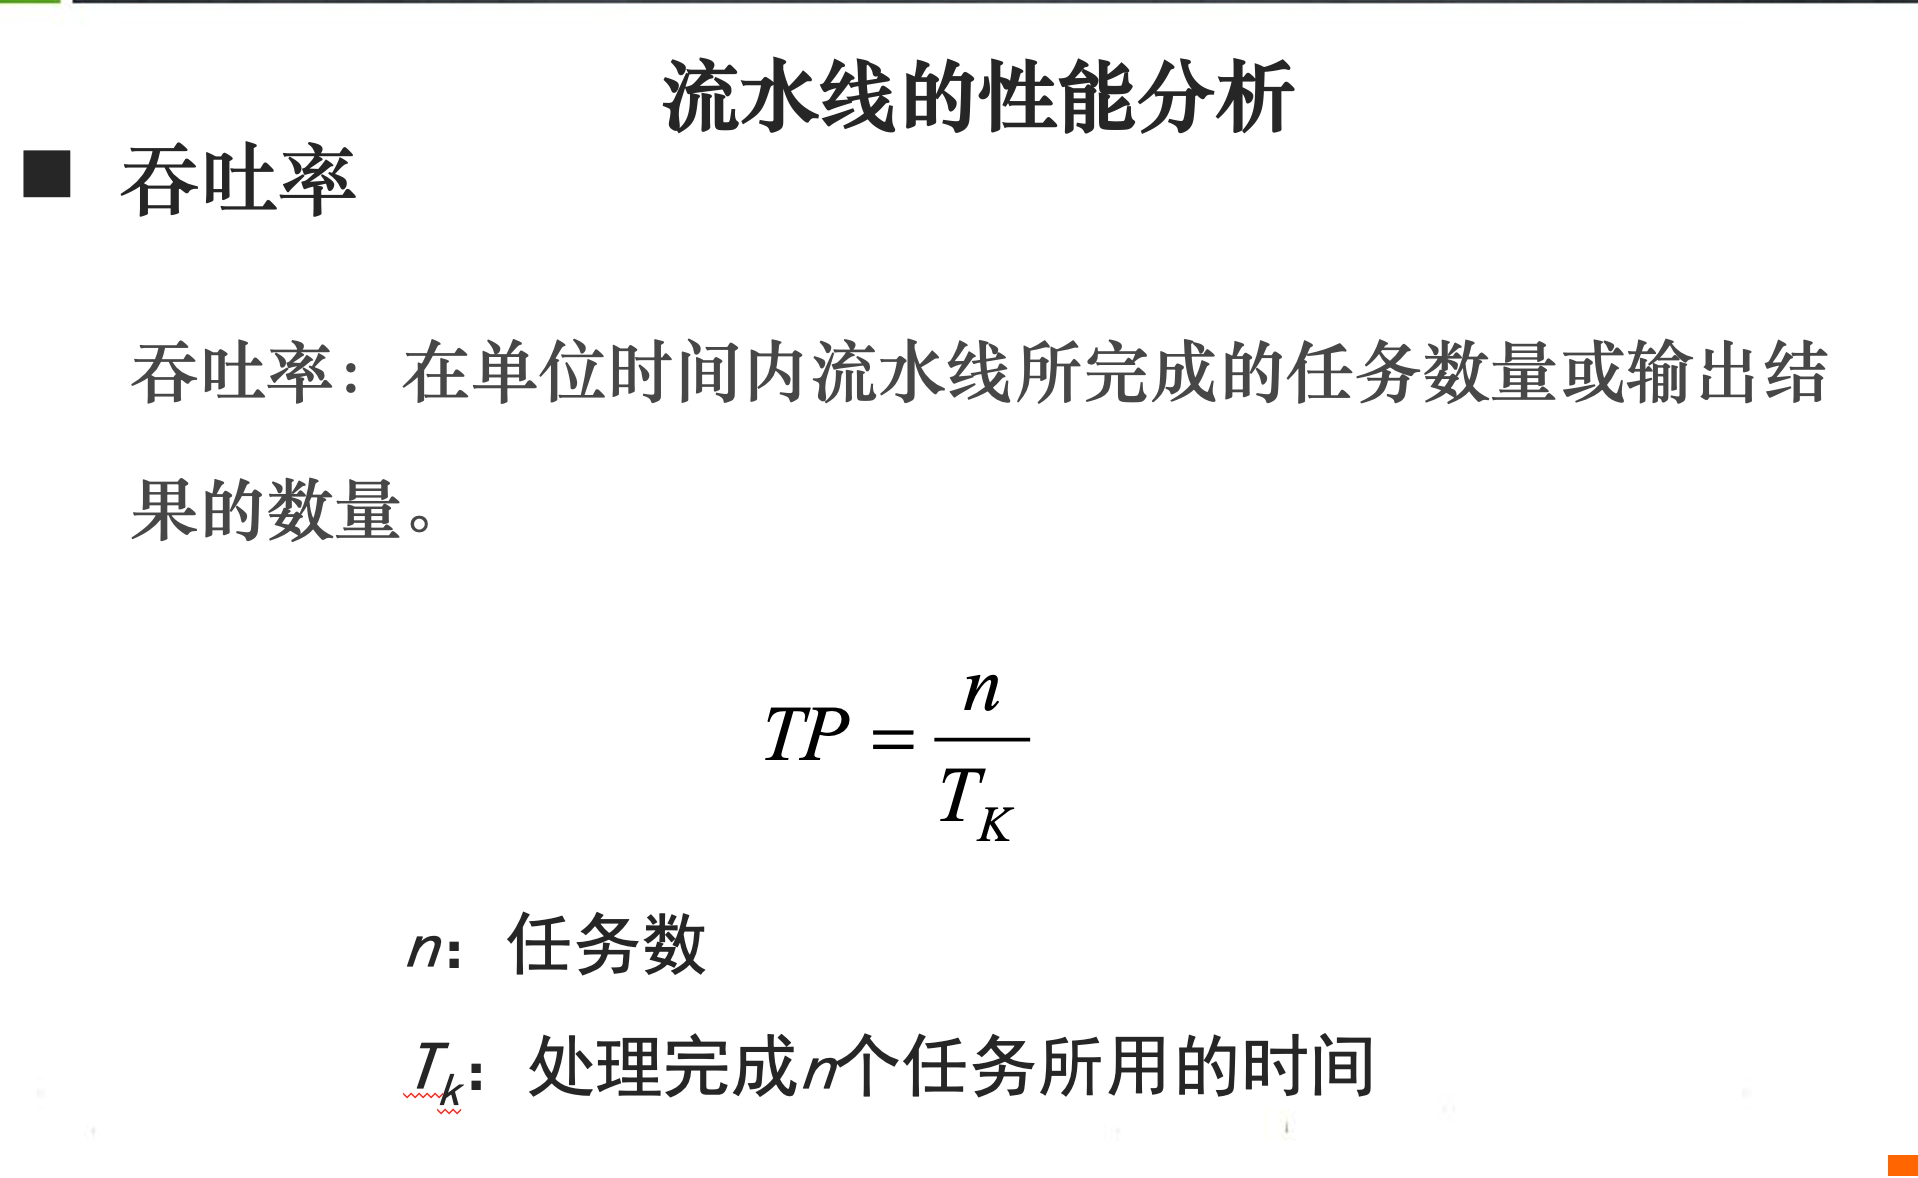 流水线的性能分析
■ 吞吐率
吞吐率：在单位时间内流水线所完成的任务数量或输出结
果的数量。
TP = n / T_K
n：任务数
T_k：处理完成n个任务所用的时间